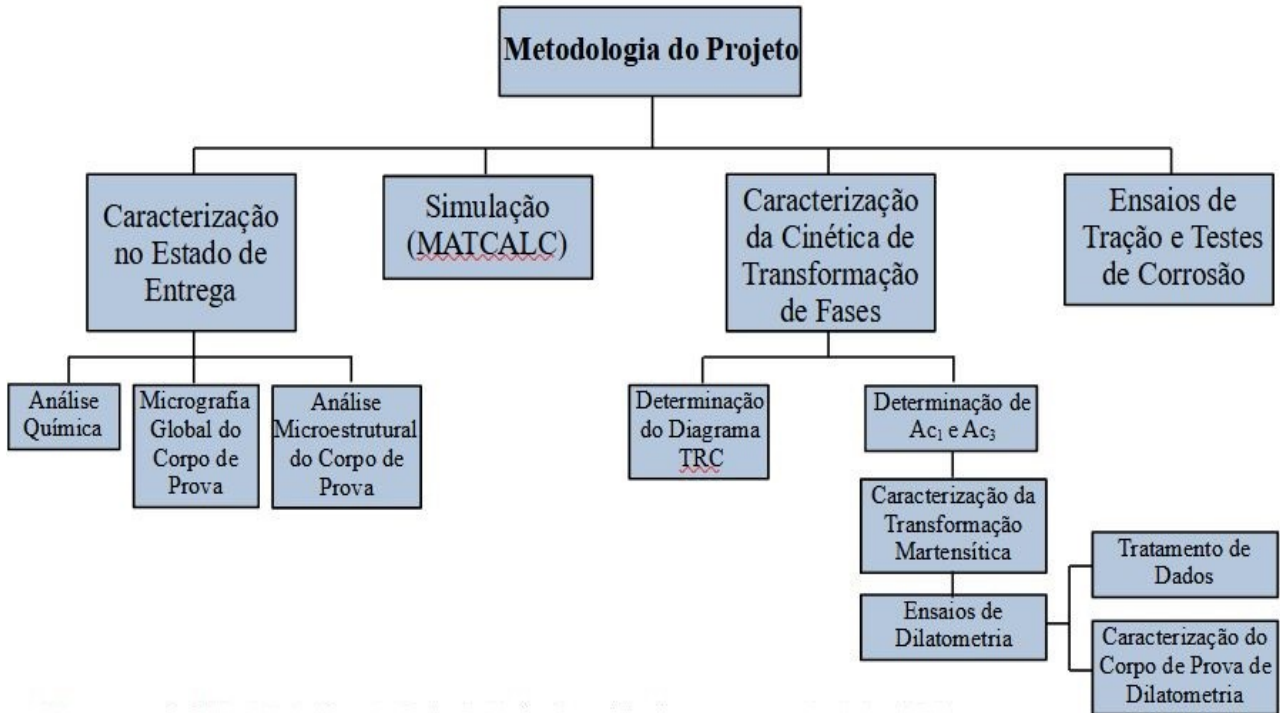 Metodologia do Projeto
Caracterização
no Estado de
Entrega
Simulação
(MATCALC)
Caracterização
da Cinética de
Transformação
de Fases
Ensaios de
Tração e Testes
de Corrosão
Análise
Química
Micrografia
Global do
Corpo de
Prova
Análise
Microestrutural
do Corpo de
Prova
Determinação
do Diagrama
TRC
Determinação de
Ac₁ e Ac₃
Caracterização da
Transformação
Martensítica
Ensaios de
Dilatometria
Tratamento de
Dados
Caracterização do
Corpo de Prova de
Dilatometria